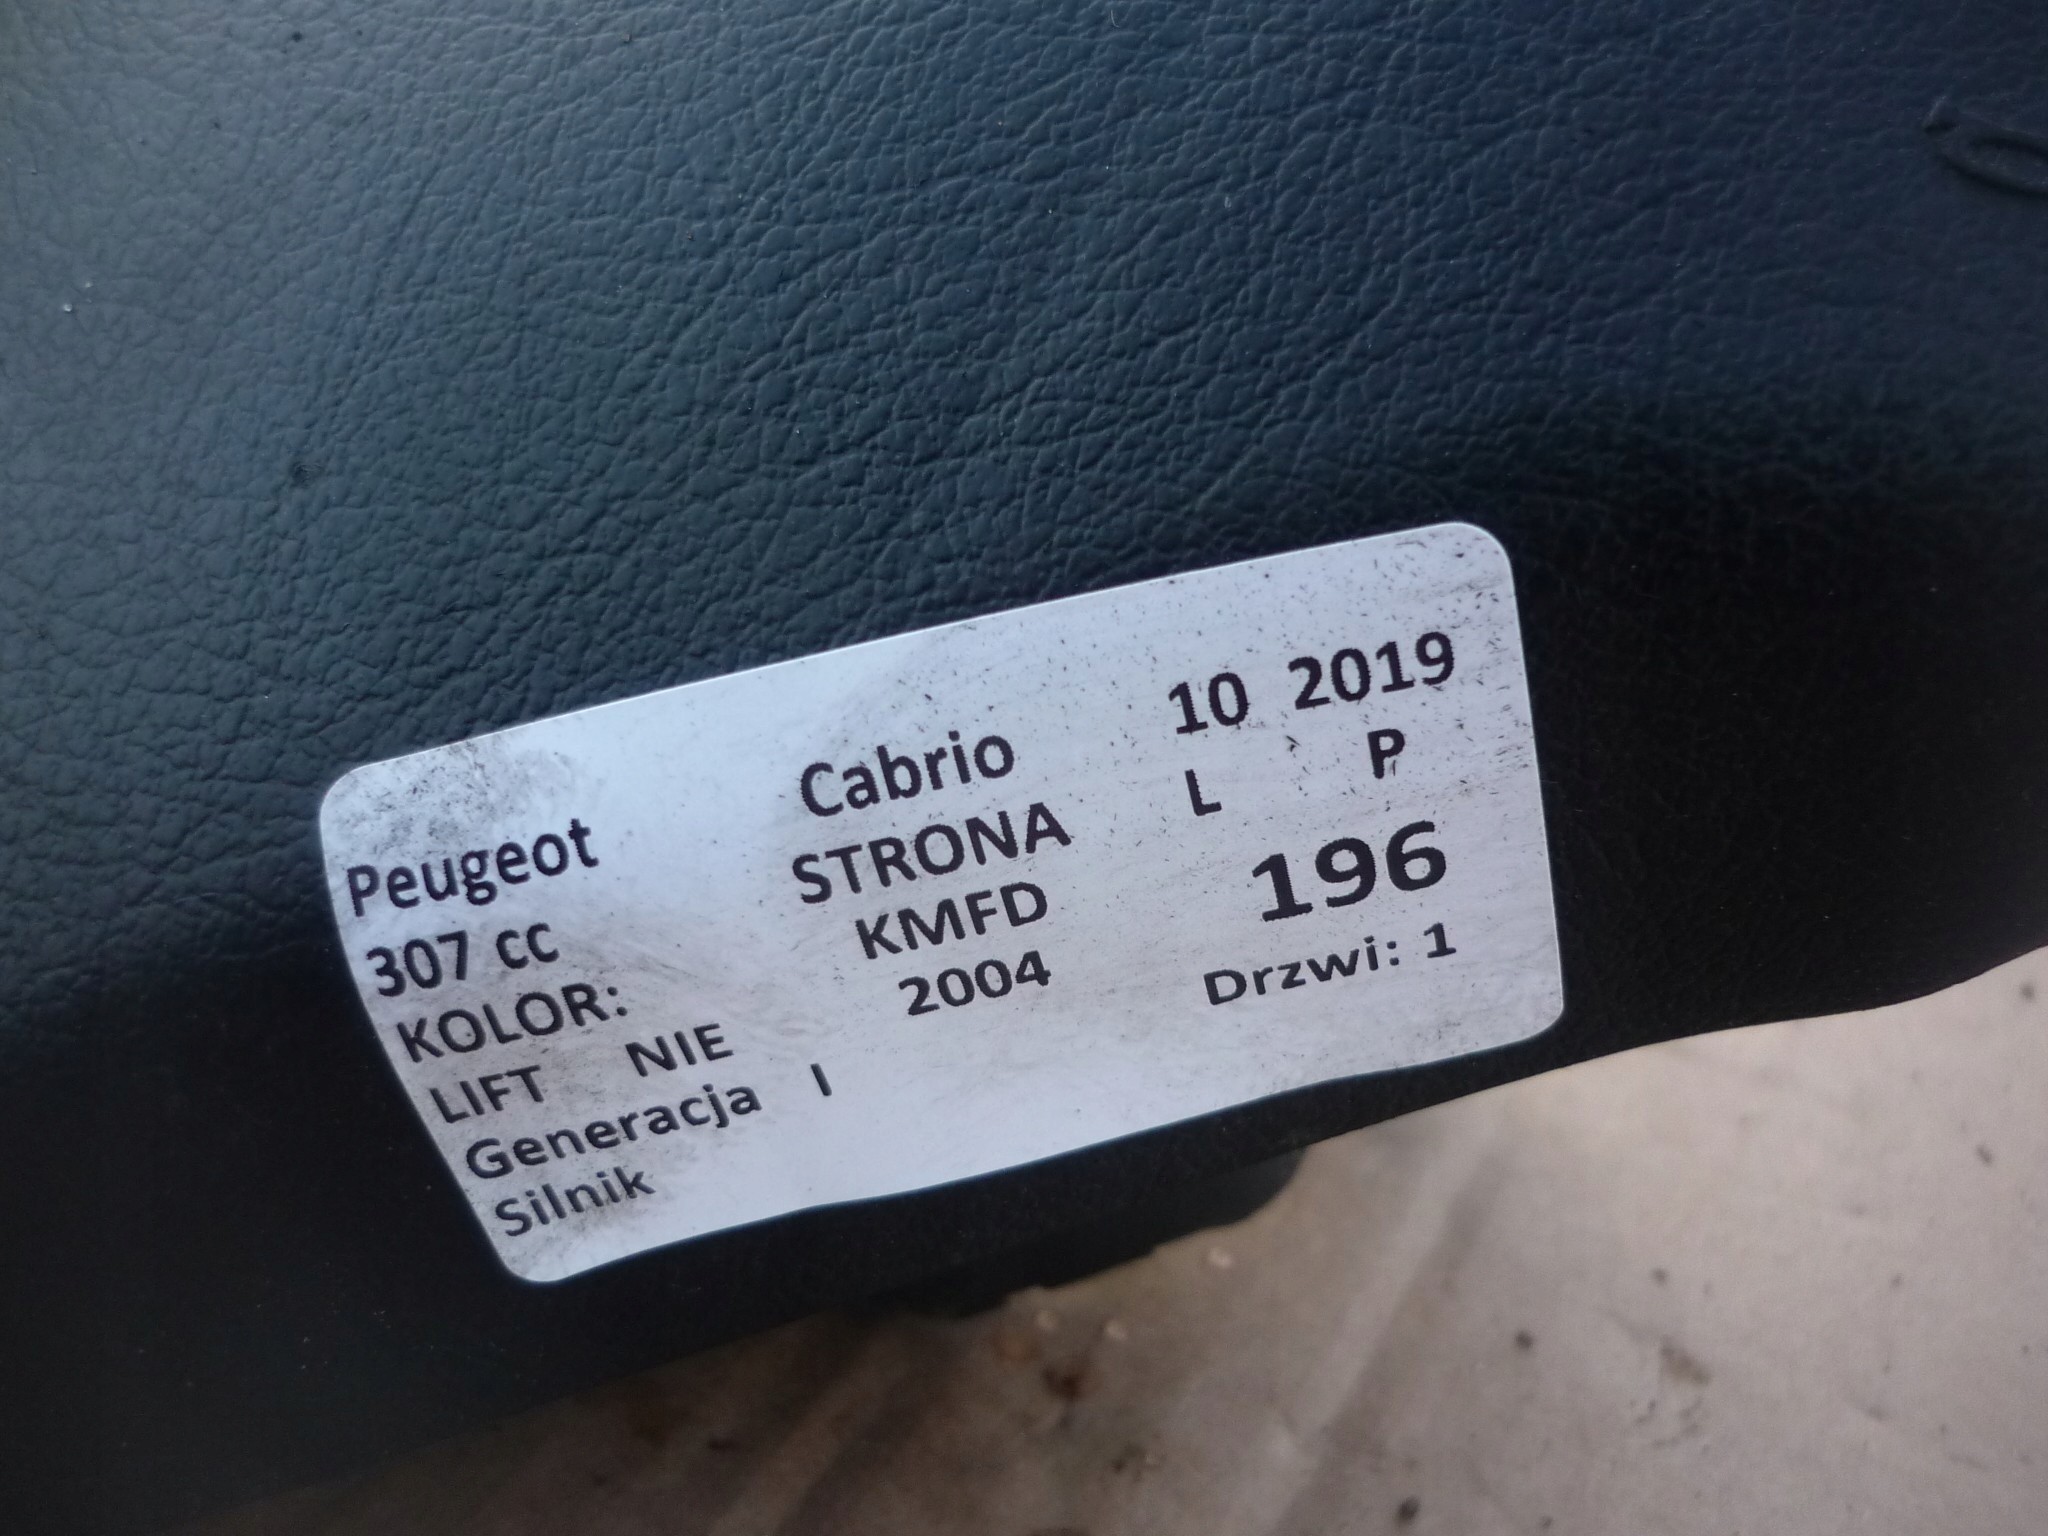 Peugeot Cabrio 10 2019
307 cc STRONA L P
KOLOR: KMFD 196
LIFT NIE 2004 Drzwi: 1
Generacja I
Silnik